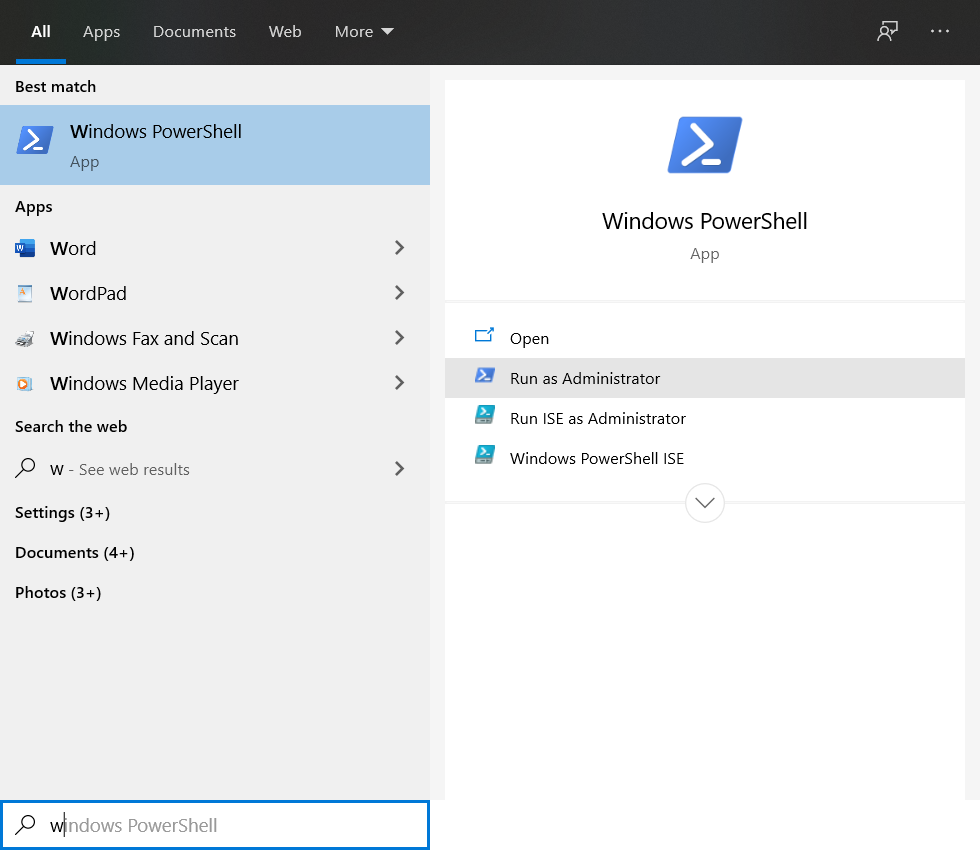 All Apps Documents Web More
Best match
Windows PowerShell
App
Apps
Word
WordPad
Windows Fax and Scan
Windows Media Player
Search the web
w - See web results
Settings (3+)
Documents (4+)
Photos (3+)
windows PowerShell
Windows PowerShell
App
Open
Run as Administrator
Run ISE as Administrator
Windows PowerShell ISE